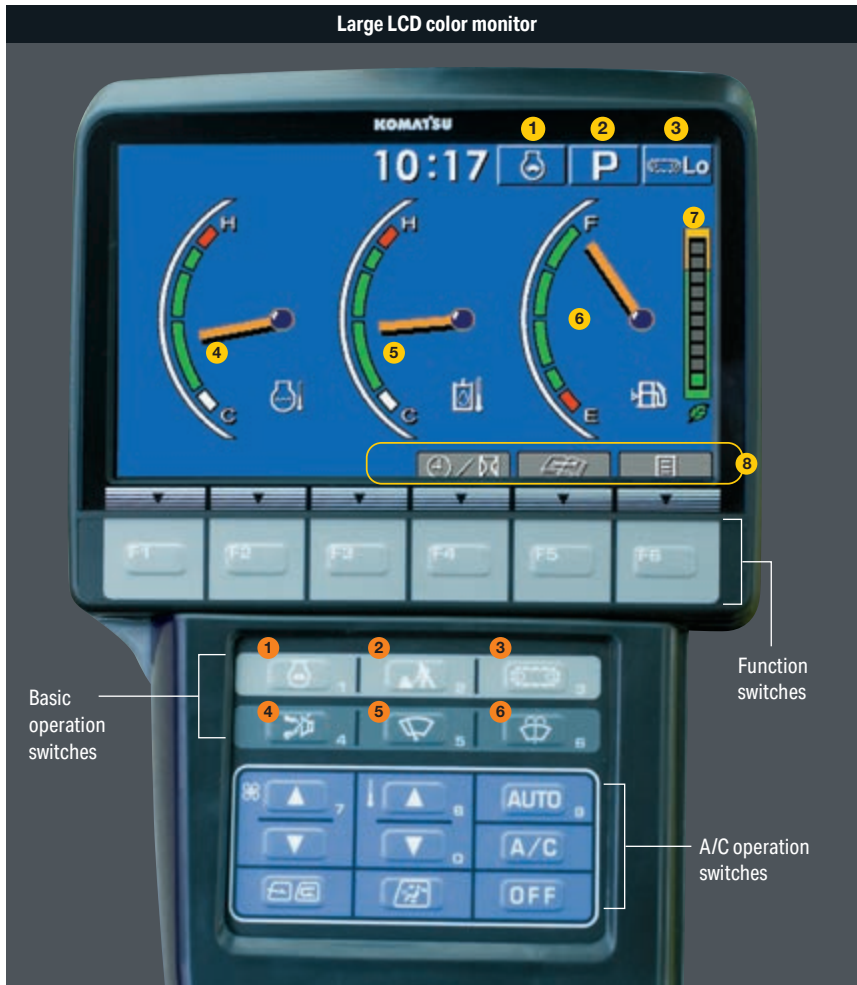 Large LCD color monitor
KOMATSU
1 2 3
10:17 P Lo
7
H H F
4 5 6
C C E
8
F1 F2 F3 F4 F5 F6
Function
switches
Basic
operation
switches
1 2 3
1 2 3
4 5 6
4 5 6
7 8 AUTO 9
0 A/C
OFF
A/C operation
switches